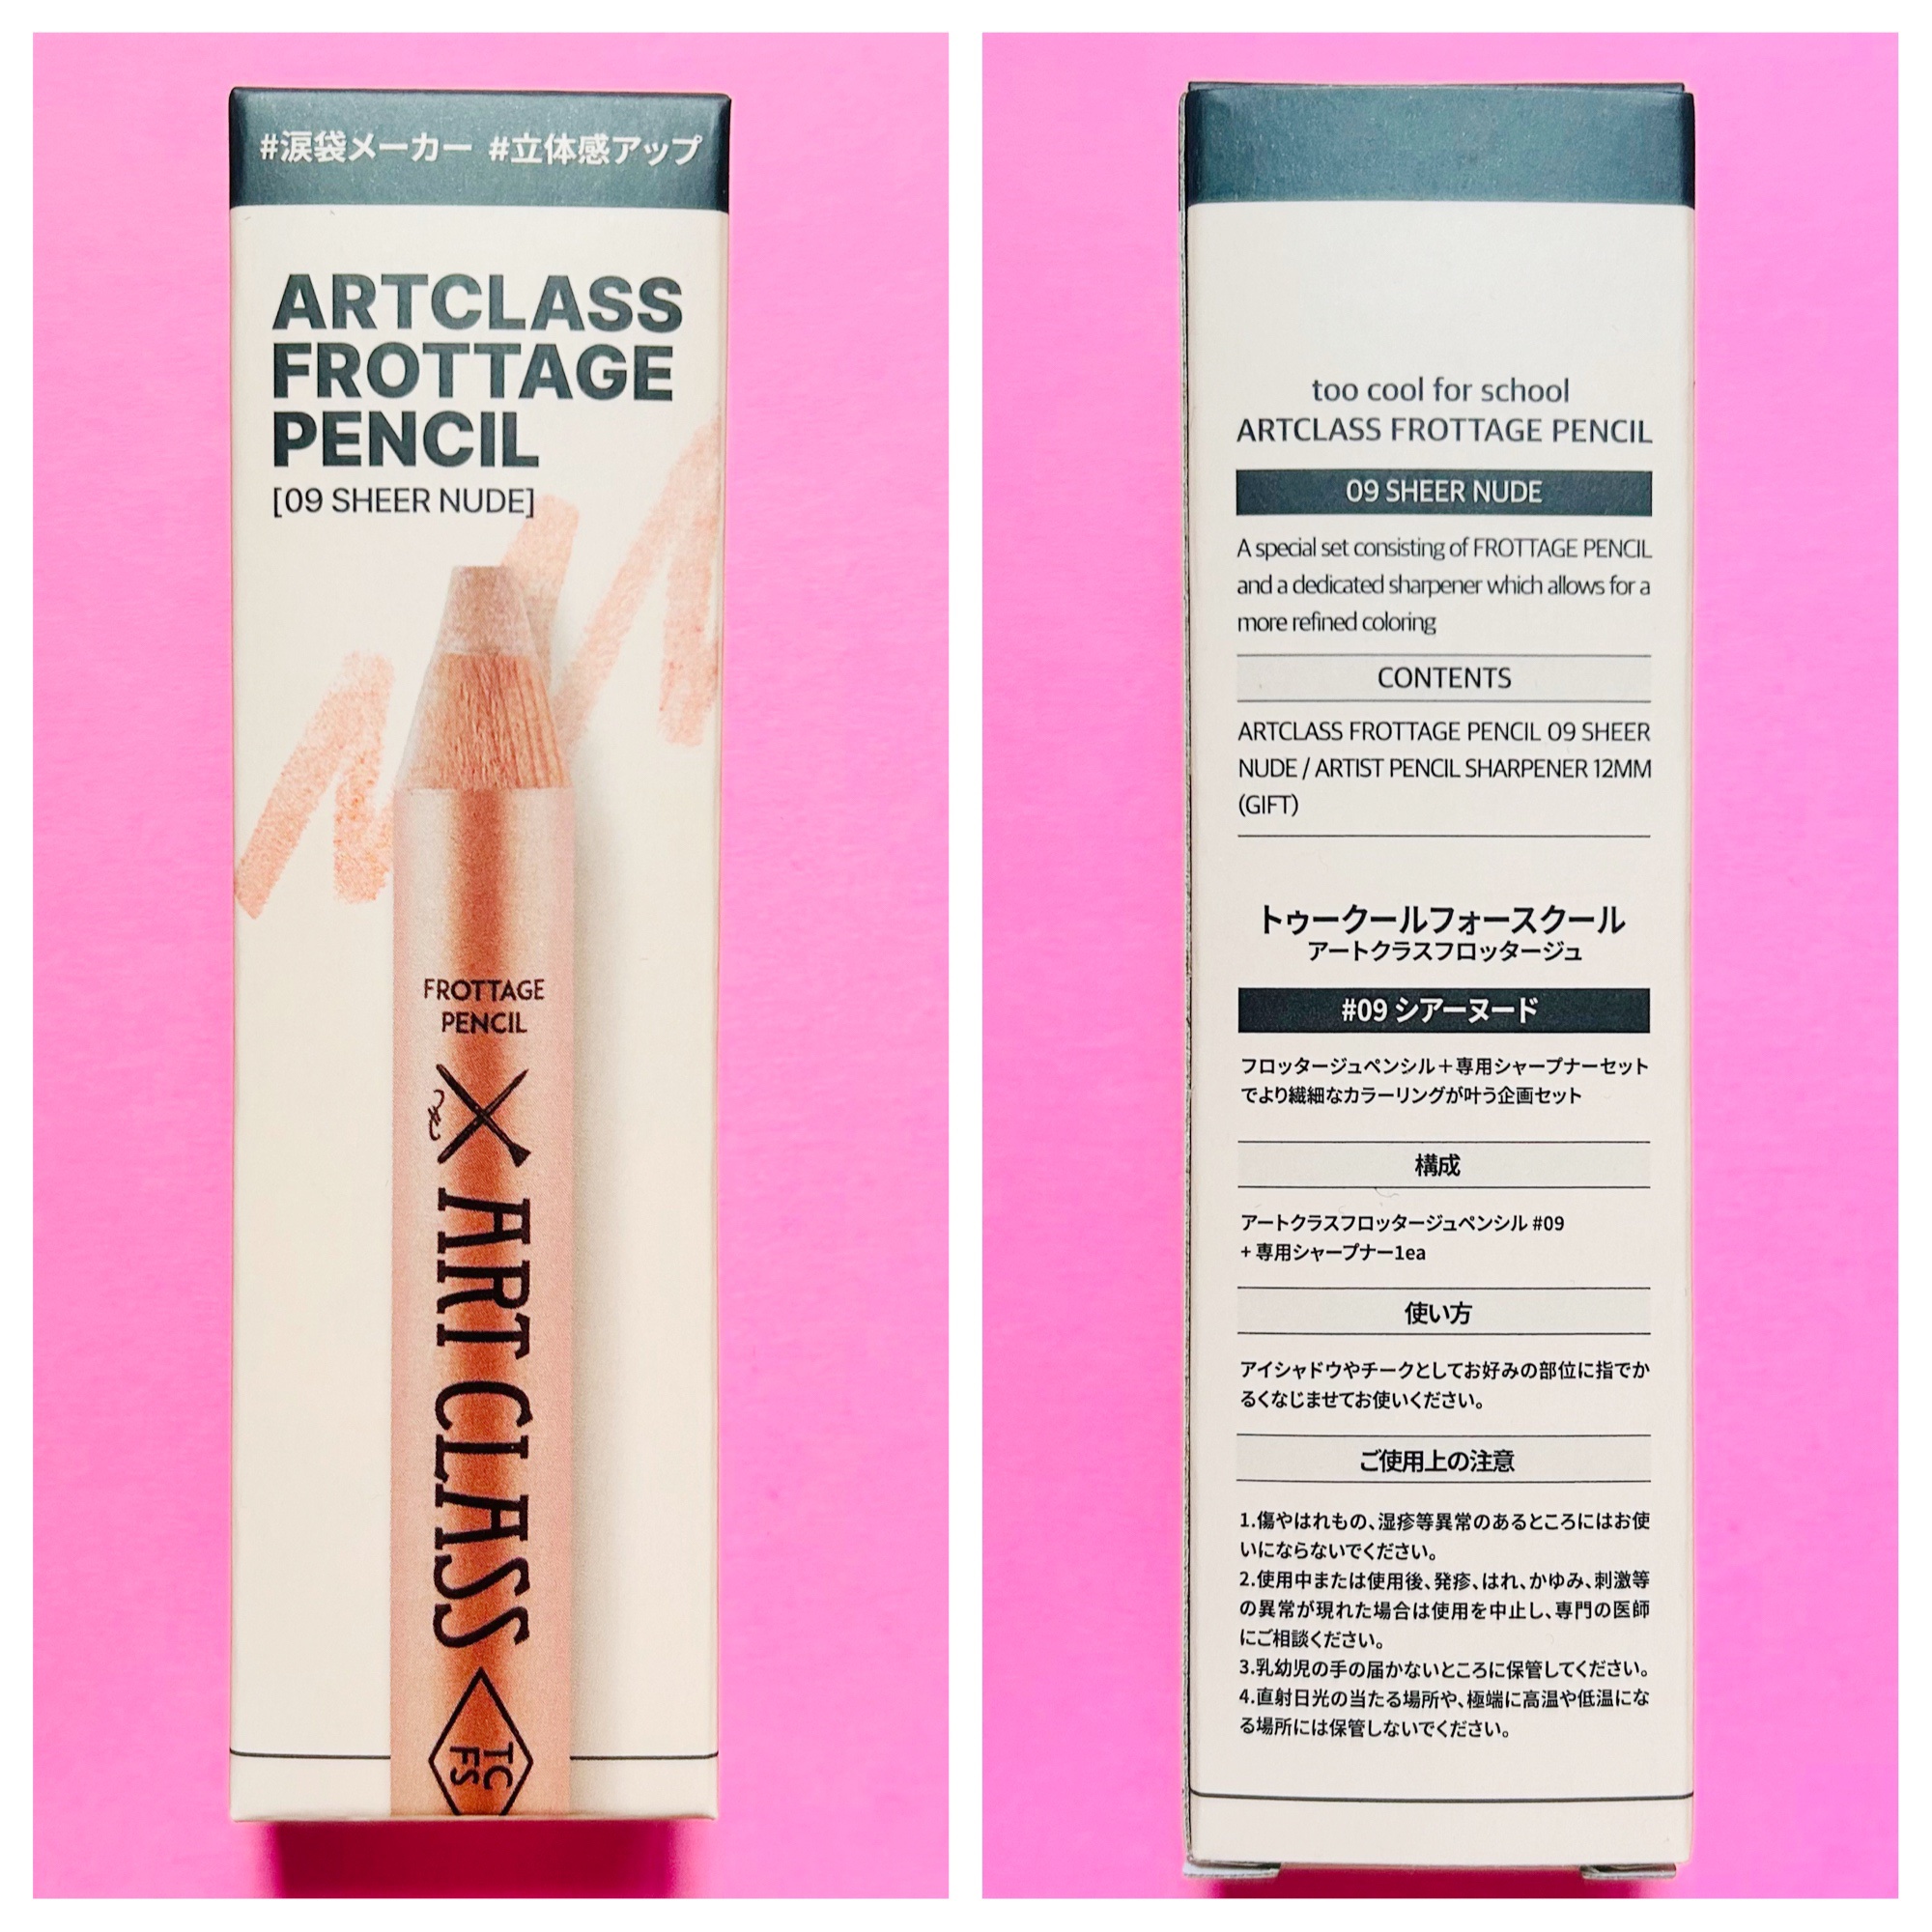 #涙袋メーカー #立体感アップ
ARTCLASS
FROTTAGE
PENCIL
[09 SHEER NUDE]
FROTTAGE
PENCIL
ART CLASS
TC
FS
too cool for school
ARTCLASS FROTTAGE PENCIL
09 SHEER NUDE
A special set consisting of FROTTAGE PENCIL
and a dedicated sharpener which allows for a
more refined coloring
CONTENTS
ARTCLASS FROTTAGE PENCIL 09 SHEER
NUDE / ARTIST PENCIL SHARPENER 12MM
(GIFT)
トゥークールフォースクール
アートクラスフロッタージュ
#09 シアーヌード
フロッタージュペンシル＋専用シャープナーセット
でより繊細なカラーリングが叶う企画セット
構成
アートクラスフロッタージュペンシル #09
+ 専用シャープナー1ea
使い方
アイシャドウやチークとしてお好みの部位に指でか
るくなじませてお使いください。
ご使用上の注意
1.傷やはれもの、湿疹等異常のあるところにはお使
いにならないでください。
2.使用中または使用後、発疹、はれ、かゆみ、刺激等
の異常が現れた場合は使用を中止し、専門の医師
にご相談ください。
3.乳幼児の手の届かないところに保管してください。
4.直射日光の当たる場所や、極端に高温や低温にな
る場所には保管しないでください。